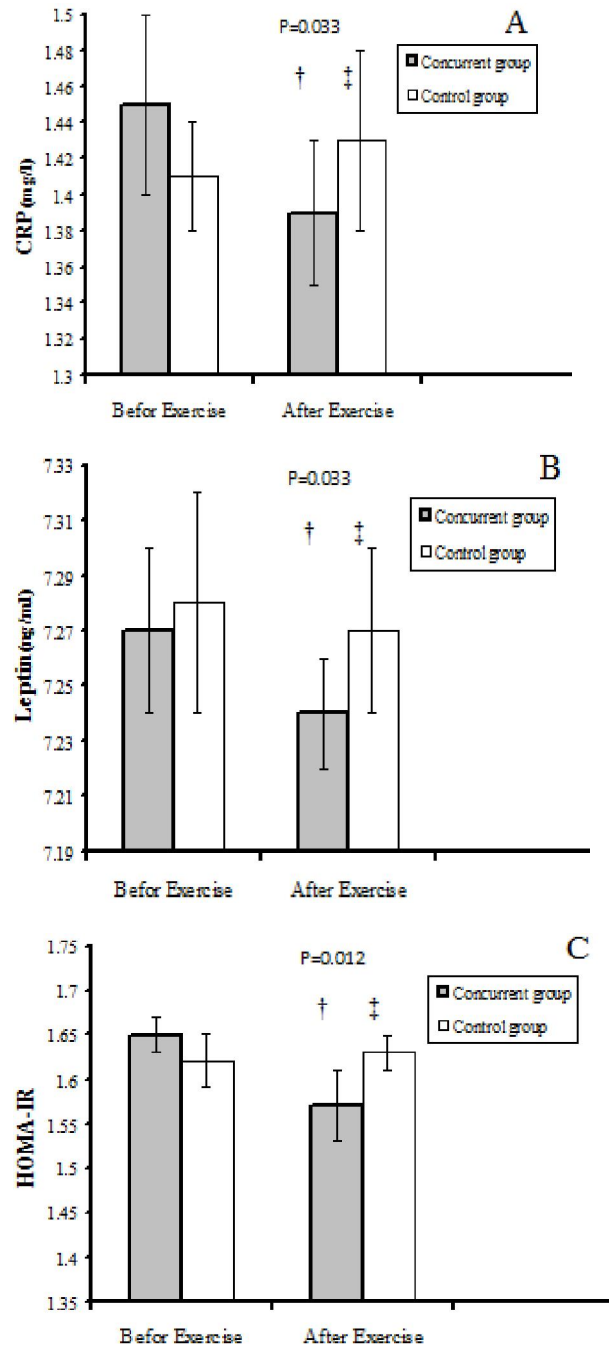 A
P=0.033
† ‡
Concurrent group
Control group
1.5
1.48
1.46
1.44
1.42
1.4
1.38
1.36
1.34
1.32
1.3
CRP (mg/l)
Befor Exercise After Exercise
B
P=0.033
† ‡
Concurrent group
Control group
7.33
7.31
7.29
7.27
7.25
7.23
7.21
7.19
Leptin (ng/ml)
Befor Exercise After Exercise
C
P=0.012
† ‡
Concurrent group
Control group
1.75
1.7
1.65
1.6
1.55
1.5
1.45
1.4
1.35
HOMA-IR
Befor Exercise After Exercise